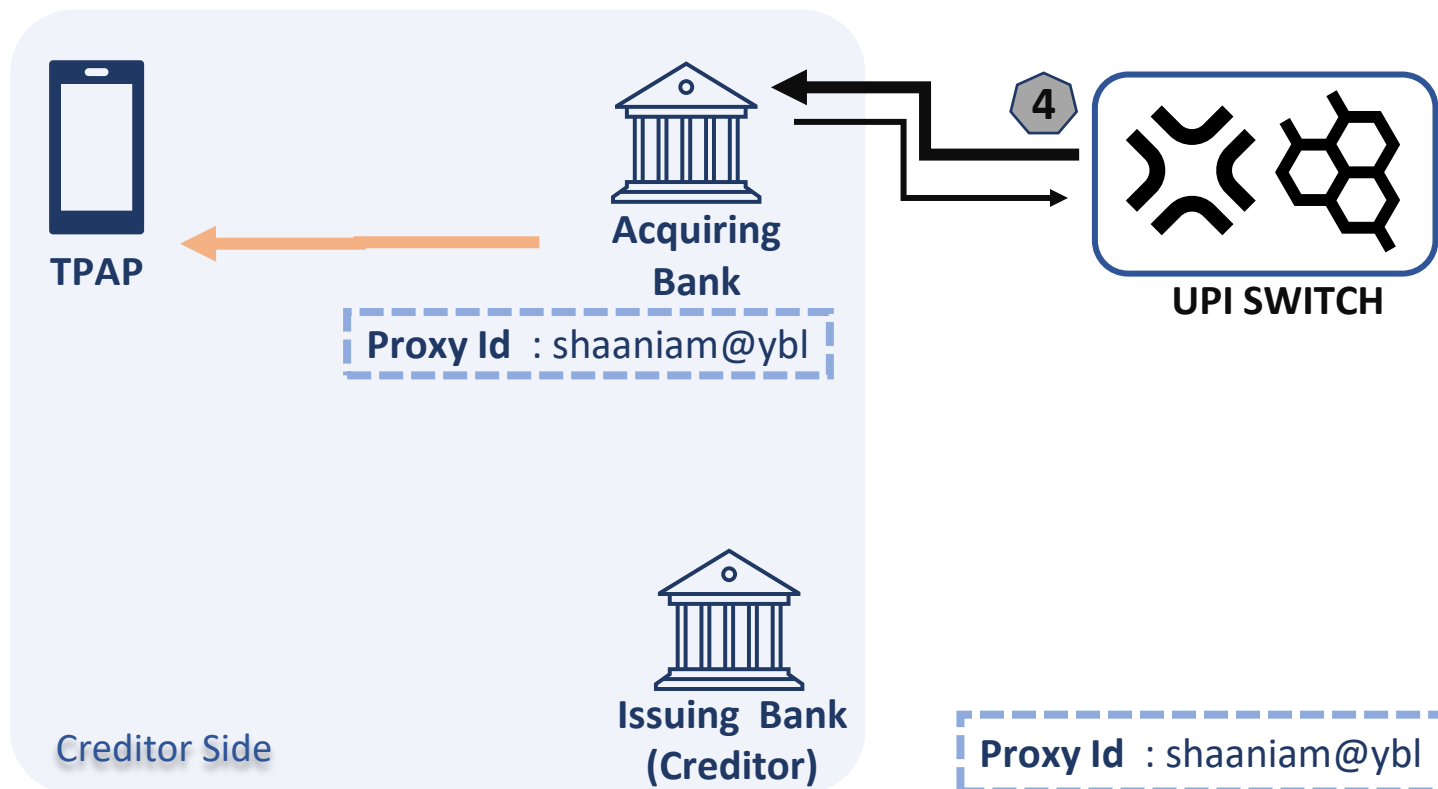 4
TPAP
Acquiring
Bank
UPI SWITCH
Proxy Id : shaaniam@ybl
Issuing Bank
(Creditor)
Creditor Side
Proxy Id : shaaniam@ybl